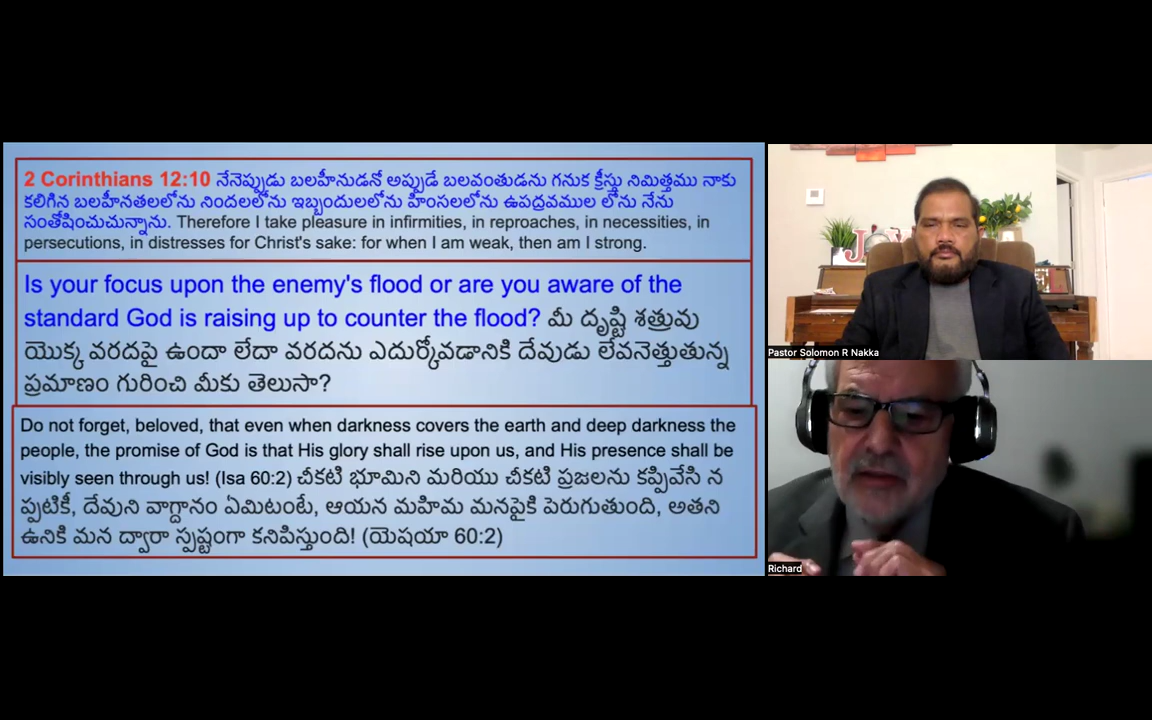 2 Corinthians 12:10 నేనెప్పుడు బలహీనుడనో అప్పుడే బలవంతుడను గనుక క్రీస్తు నిమిత్తము నాకు
కలిగిన బలహీనతలలోను నిందలలోను ఇబ్బందులలోను హింసలలోను ఉపద్రవముల లోను నేను
సంతోషించుచున్నాను. Therefore I take pleasure in infirmities, in reproaches, in necessities, in
persecutions, in distresses for Christ's sake: for when I am weak, then am I strong.
Is your focus upon the enemy's flood or are you aware of the
standard God is raising up to counter the flood? మీ దృష్టి శత్రువు
యొక్క వరదపై ఉందా లేదా వరదను ఎదుర్కోవడానికి దేవుడు లేవనెత్తుతున్న
ప్రమాణం గురించి మీకు తెలుసా?
Do not forget, beloved, that even when darkness covers the earth and deep darkness the
people, the promise of God is that His glory shall rise upon us, and His presence shall be
visibly seen through us! (Isa 60:2) చీకటి భూమిని మరియు చీకటి ప్రజలను కప్పివేసి న
ప్పటికీ, దేవుని వాగ్దానం ఏమిటంటే, ఆయన మహిమ మనపైకి పెరుగుతుంది, అతని
ఉనికి మన ద్వారా స్పష్టంగా కనిపిస్తుంది! (యెషయా 60:2)
Pastor Solomon R Nakka
Richard